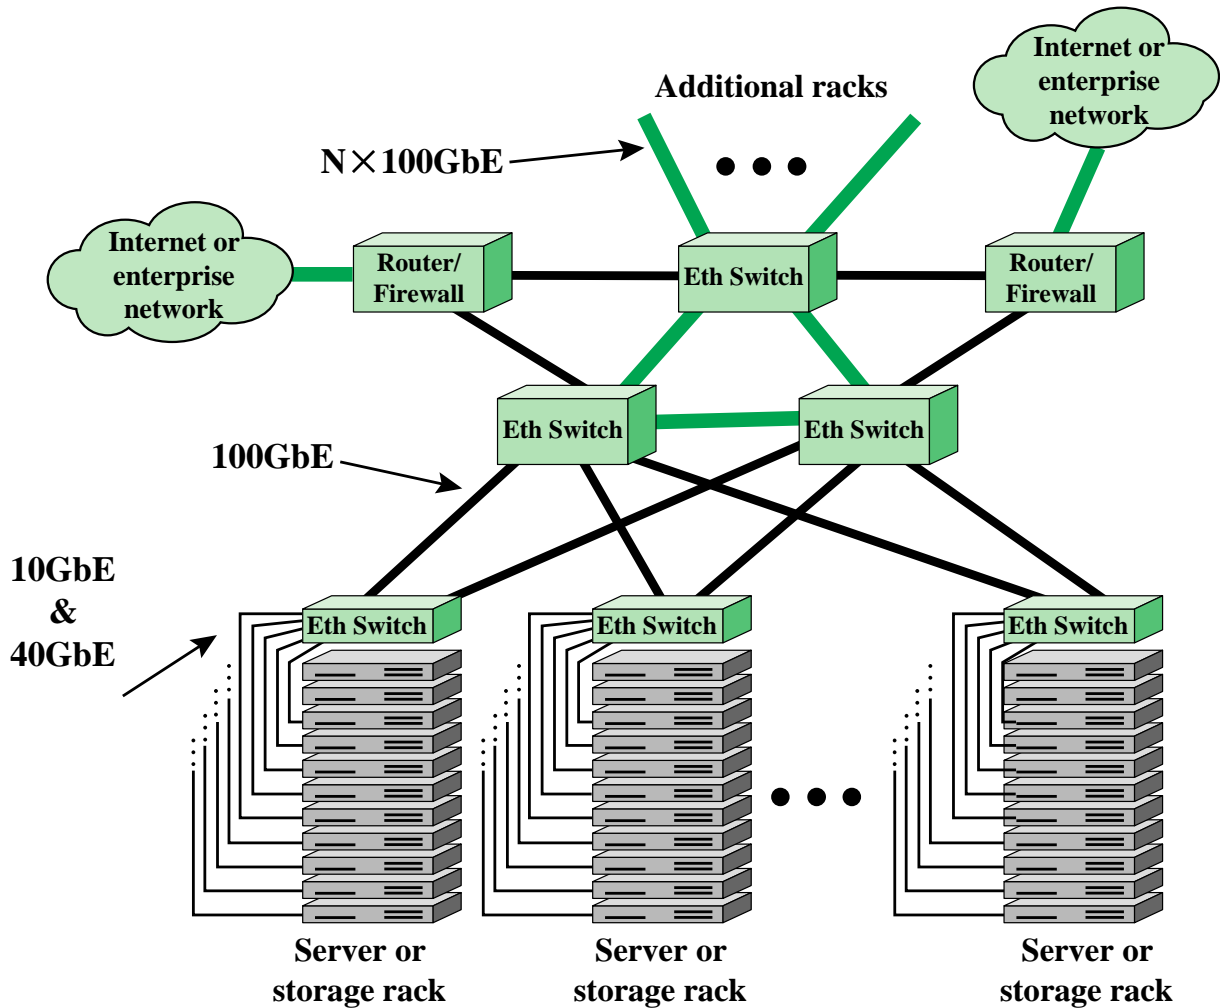 Internet or
enterprise
network
Additional racks
N×100GbE
Internet or
enterprise
network
Router/
Firewall
Eth Switch
Router/
Firewall
Eth Switch
Eth Switch
100GbE
10GbE
&
40GbE
Eth Switch
Eth Switch
Eth Switch
Server or
storage rack
Server or
storage rack
Server or
storage rack